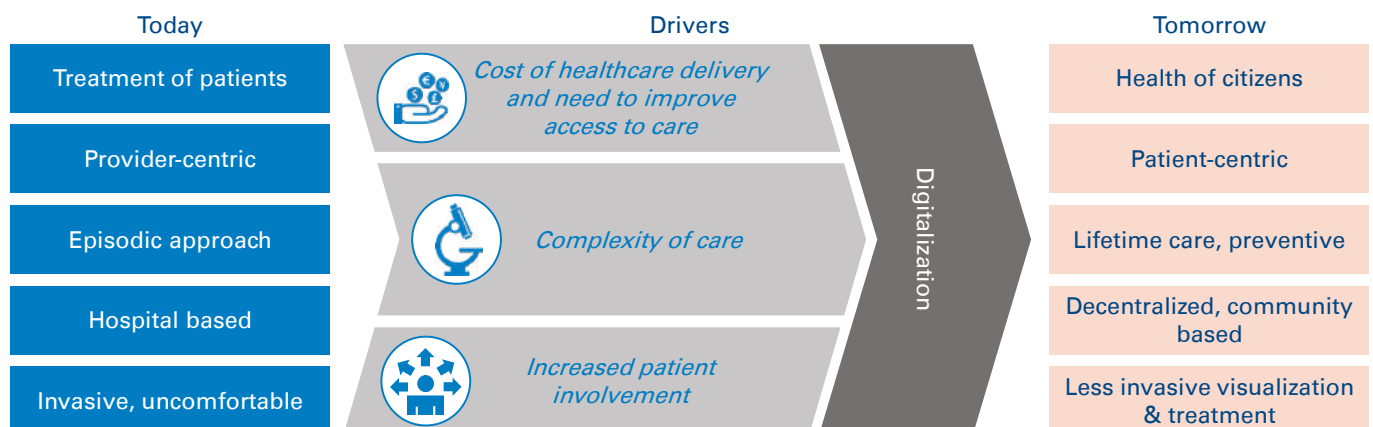 Today
Treatment of patients
Provider-centric
Episodic approach
Hospital based
Invasive, uncomfortable
Drivers
Cost of healthcare delivery
and need to improve
access to care
Complexity of care
Increased patient
involvement
Digitalization
Tomorrow
Health of citizens
Patient-centric
Lifetime care, preventive
Decentralized, community
based
Less invasive visualization
& treatment